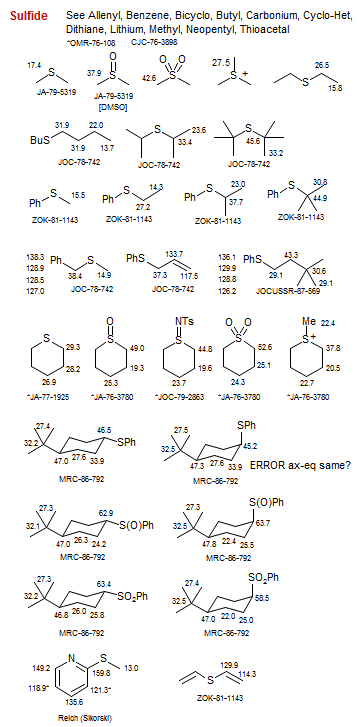 Sulfide See Allenyl, Benzene, Bicyclo, Butyl, Carbonium, Cyclo-Het,
Dithiane, Lithium, Methyl, Neopentyl, Thioacetal
*OMR-76-108 CJC-76-3898
17.4 S
JA-79-5319
37.9 O S
JA-79-5319
[DMSO]
42.6 O O S
27.5 S +
S 26.5 15.8
BuS 31.9 22.0 31.9 13.7
JOC-78-742
S 23.6 33.4
JOC-78-742
S 45.6 33.2
JOC-78-742
Ph S 15.5
ZOK-81-1143
Ph S 14.3 27.2
ZOK-81-1143
Ph S 23.0 37.7
ZOK-81-1143
Ph S 30.8 44.9
ZOK-81-1143
138.3 Ph S
128.9 38.4 14.9
128.5
127.0 JOC-78-742
PhS 133.7
37.3 117.5
JOC-78-742
136.1 PhS 43.3
129.9 29.1 30.6
128.8 29.1
126.2 JOCUSSR-87-569
S 29.3 28.2 26.9
*JA-77-1925
O S 49.0 19.3 25.3
*JA-76-3780
NTs S 44.8 19.6 23.7
*JOC-79-2863
O O S 52.6 25.1 24.3
*JA-76-3780
Me 22.4 S + 37.8 20.5 22.7
*JA-76-3780
27.4 46.5
32.2 SPh
47.0 27.6 33.9
MRC-86-792
27.5 SPh
32.5 45.2
47.3 27.6 33.9 ERROR ax-eq same?
MRC-86-792
27.3 62.9
32.1 S(O)Ph
47.0 26.3 24.2
MRC-86-792
27.3 S(O)Ph
32.5 63.7
47.8 22.4 25.5
MRC-86-792
27.3 63.4
32.2 SO2Ph
46.8 26.0 25.8
MRC-86-792
27.4 SO2Ph
32.5 58.5
47.0 22.0 25.0
MRC-86-792
149.2 N S 13.0
159.8
118.9* 121.3*
135.6
Reich (Sikorski)
129.9
S 114.3
ZOK-81-1143